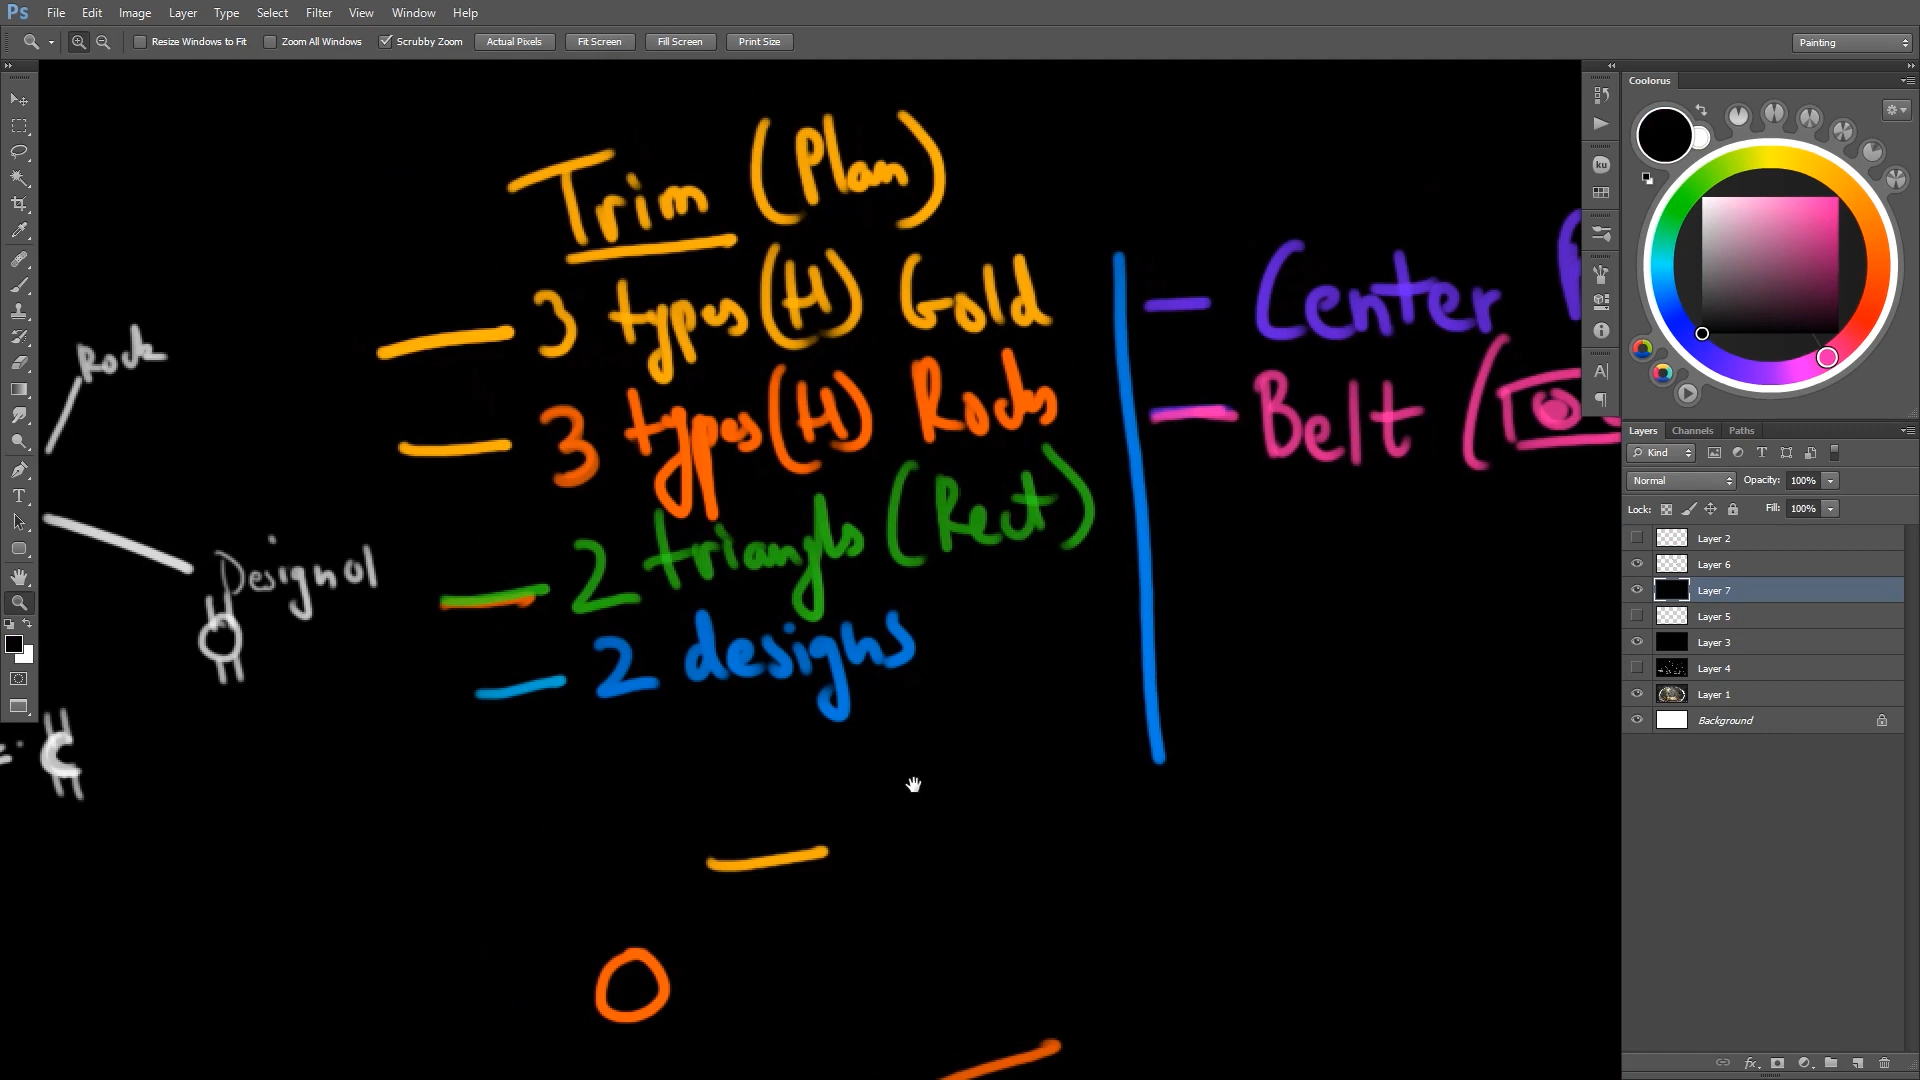 Ps File Edit Image Layer Type Select Filter View Window Help
Resize Windows to Fit Zoom All Windows Scrubby Zoom Actual Pixels Fit Screen Fill Screen Print Size Painting
Coolorus
Trim (Plan)
3 types (H) Gold
3 types (H) Rocks
2 triangls (Rect)
2 designs
Center
Belt
Rock
Layers Channels Paths
Kind
Normal Opacity: 100%
Lock: Fill: 100%
Layer 2
Layer 6
Layer 7
Layer 5
Layer 3
Layer 4
Layer 1
Background